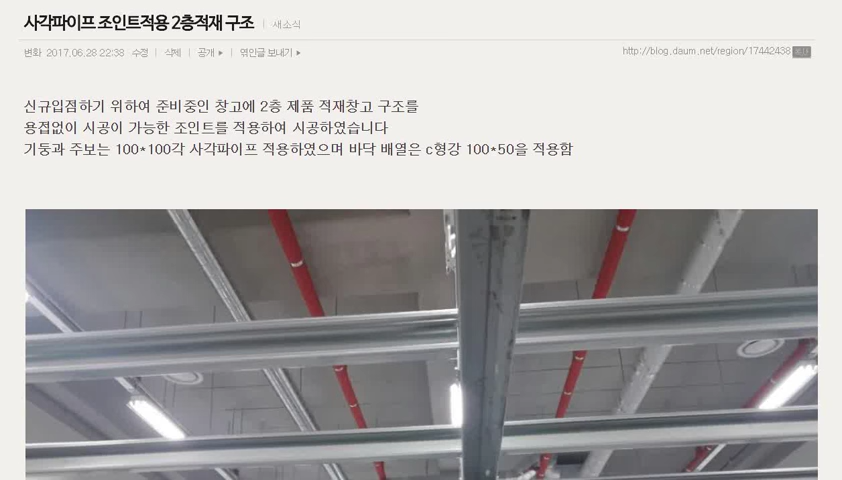 사각파이프 조인트적용 2층적재 구조 | 새소식
변화 2017.06.28 22:38 수정 | 삭제 | 공개 ▸ | 엮인글 보내기 ▸ http://blog.daum.net/region/17442438
신규입점하기 위하여 준비중인 창고에 2층 제품 적재창고 구조를
용접없이 시공이 가능한 조인트를 적용하여 시공하였습니다
기둥과 주보는 100*100각 사각파이프 적용하였으며 바닥 배열은 c형강 100*50을 적용함